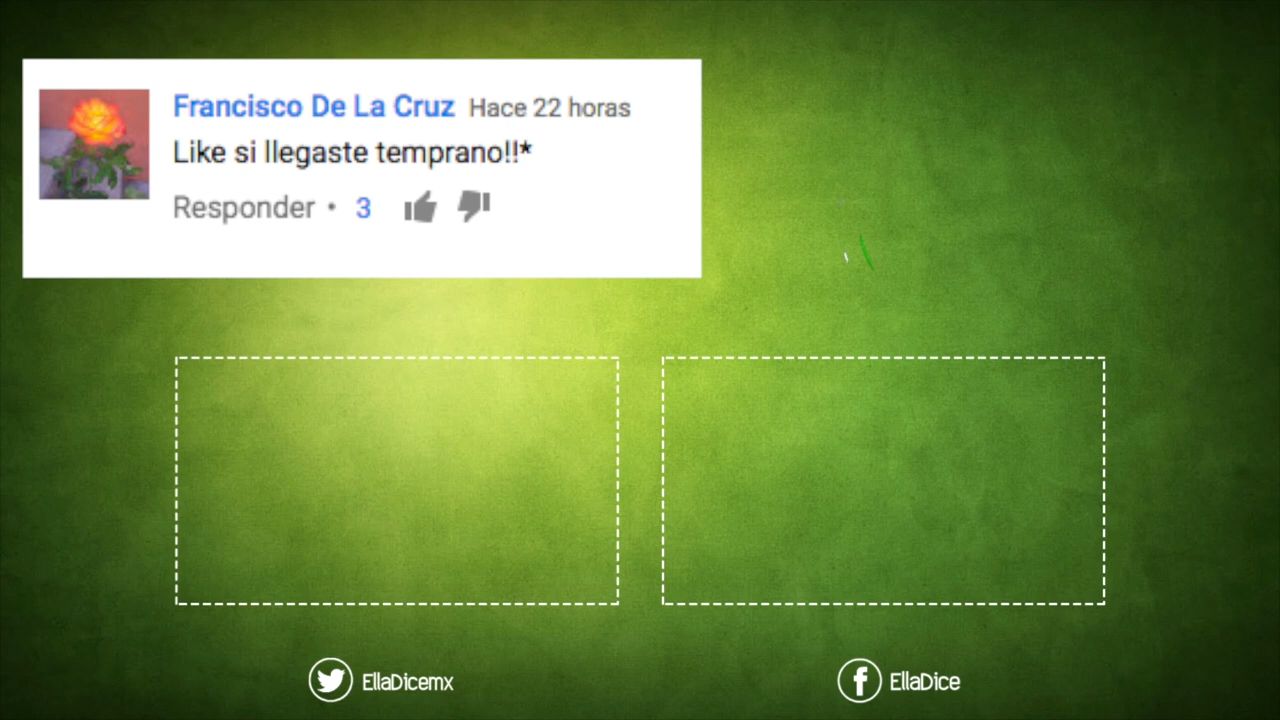 Francisco De La Cruz Hace 22 horas
Like si llegaste temprano!!*
Responder • 3
EllaDicemx
EllaDice